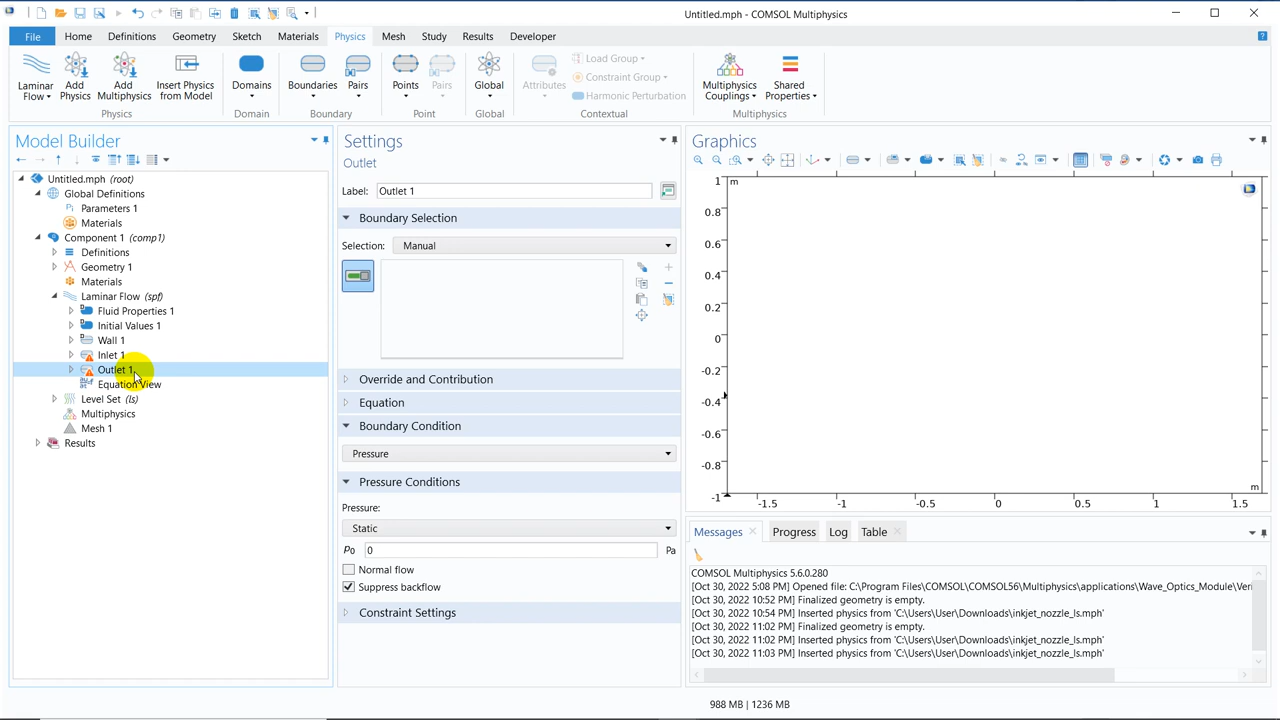 Untitled.mph - COMSOL Multiphysics
File Home Definitions Geometry Sketch Materials Physics Mesh Study Results Developer
Laminar Flow
Add Physics
Add Multiphysics
Insert Physics from Model
Domains
Boundaries
Pairs
Points
Pairs
Global
Attributes
Load Group
Constraint Group
Harmonic Perturbation
Multiphysics Couplings
Shared Properties
Physics Domain Boundary Point Global Contextual Multiphysics
Model Builder
Untitled.mph (root)
Global Definitions
Parameters 1
Materials
Component 1 (comp1)
Definitions
Geometry 1
Materials
Laminar Flow (spf)
Fluid Properties 1
Initial Values 1
Wall 1
Inlet 1
Outlet 1
Equation View
Level Set (ls)
Multiphysics
Mesh 1
Results
Settings
Outlet
Label: Outlet 1
Boundary Selection
Selection: Manual
Override and Contribution
Equation
Boundary Condition
Pressure
Pressure Conditions
Pressure:
Static
P0 0 Pa
Normal flow
Suppress backflow
Constraint Settings
Graphics
1 m
0.8
0.6
0.4
0.2
0
-0.2
-0.4
-0.6
-0.8
-1 m
-1.5 -1 -0.5 0 0.5 1 1.5
Messages Progress Log Table
COMSOL Multiphysics 5.6.0.280
[Oct 30, 2022 5:08 PM] Opened file: C:\Program Files\COMSOL\COMSOL56\Multiphysics\applications\Wave_Optics_Module\Veri
[Oct 30, 2022 10:52 PM] Finalized geometry is empty.
[Oct 30, 2022 10:54 PM] Inserted physics from 'C:\Users\User\Downloads\inkjet_nozzle_ls.mph'
[Oct 30, 2022 11:02 PM] Finalized geometry is empty.
[Oct 30, 2022 11:02 PM] Inserted physics from 'C:\Users\User\Downloads\inkjet_nozzle_ls.mph'
[Oct 30, 2022 11:03 PM] Inserted physics from 'C:\Users\User\Downloads\inkjet_nozzle_ls.mph'
988 MB | 1236 MB